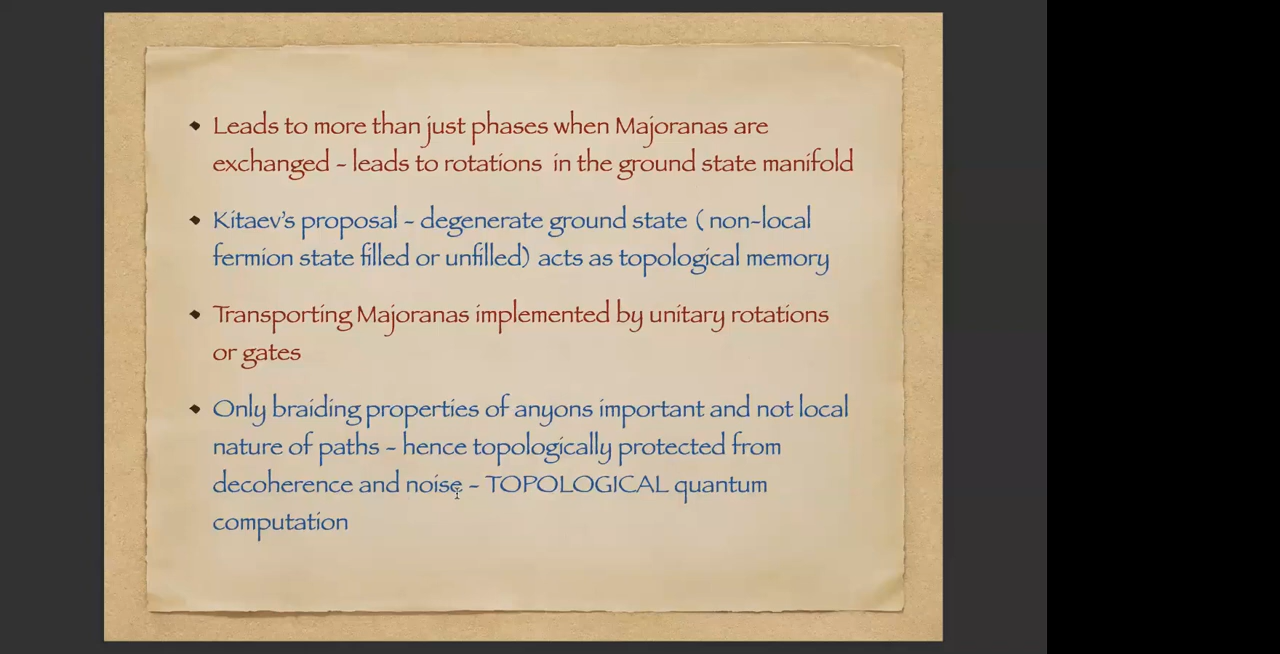 Leads to more than just phases when Majoranas are
exchanged - leads to rotations in the ground state manifold
Kitaev's proposal - degenerate ground state ( non-local
fermion state filled or unfilled) acts as topological memory
Transporting Majoranas implemented by unitary rotations
or gates
Only braiding properties of anyons important and not local
nature of paths - hence topologically protected from
decoherence and noise - TOPOLOGICAL quantum
computation